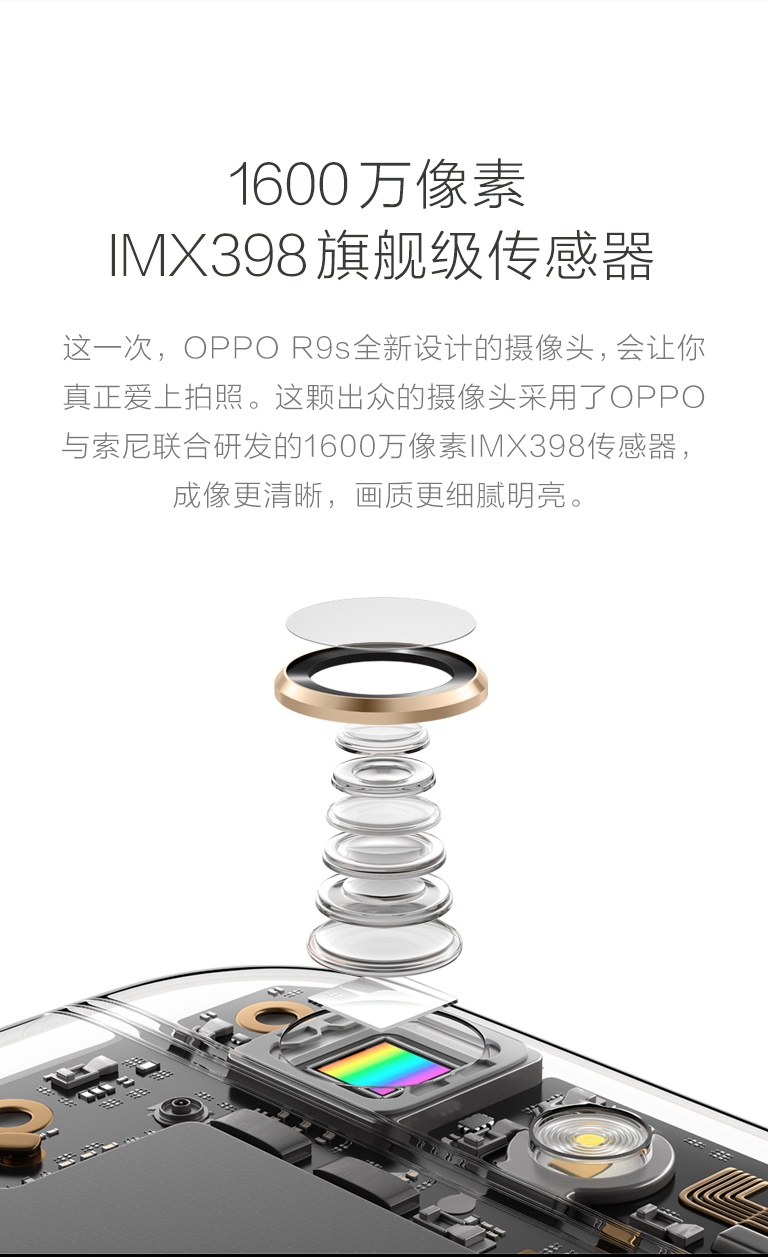 1600万像素
IMX398旗舰级传感器
这一次，OPPO R9s全新设计的摄像头，会让你
真正爱上拍照。这颗出众的摄像头采用了OPPO
与索尼联合研发的1600万像素IMX398传感器，
成像更清晰，画质更细腻明亮。